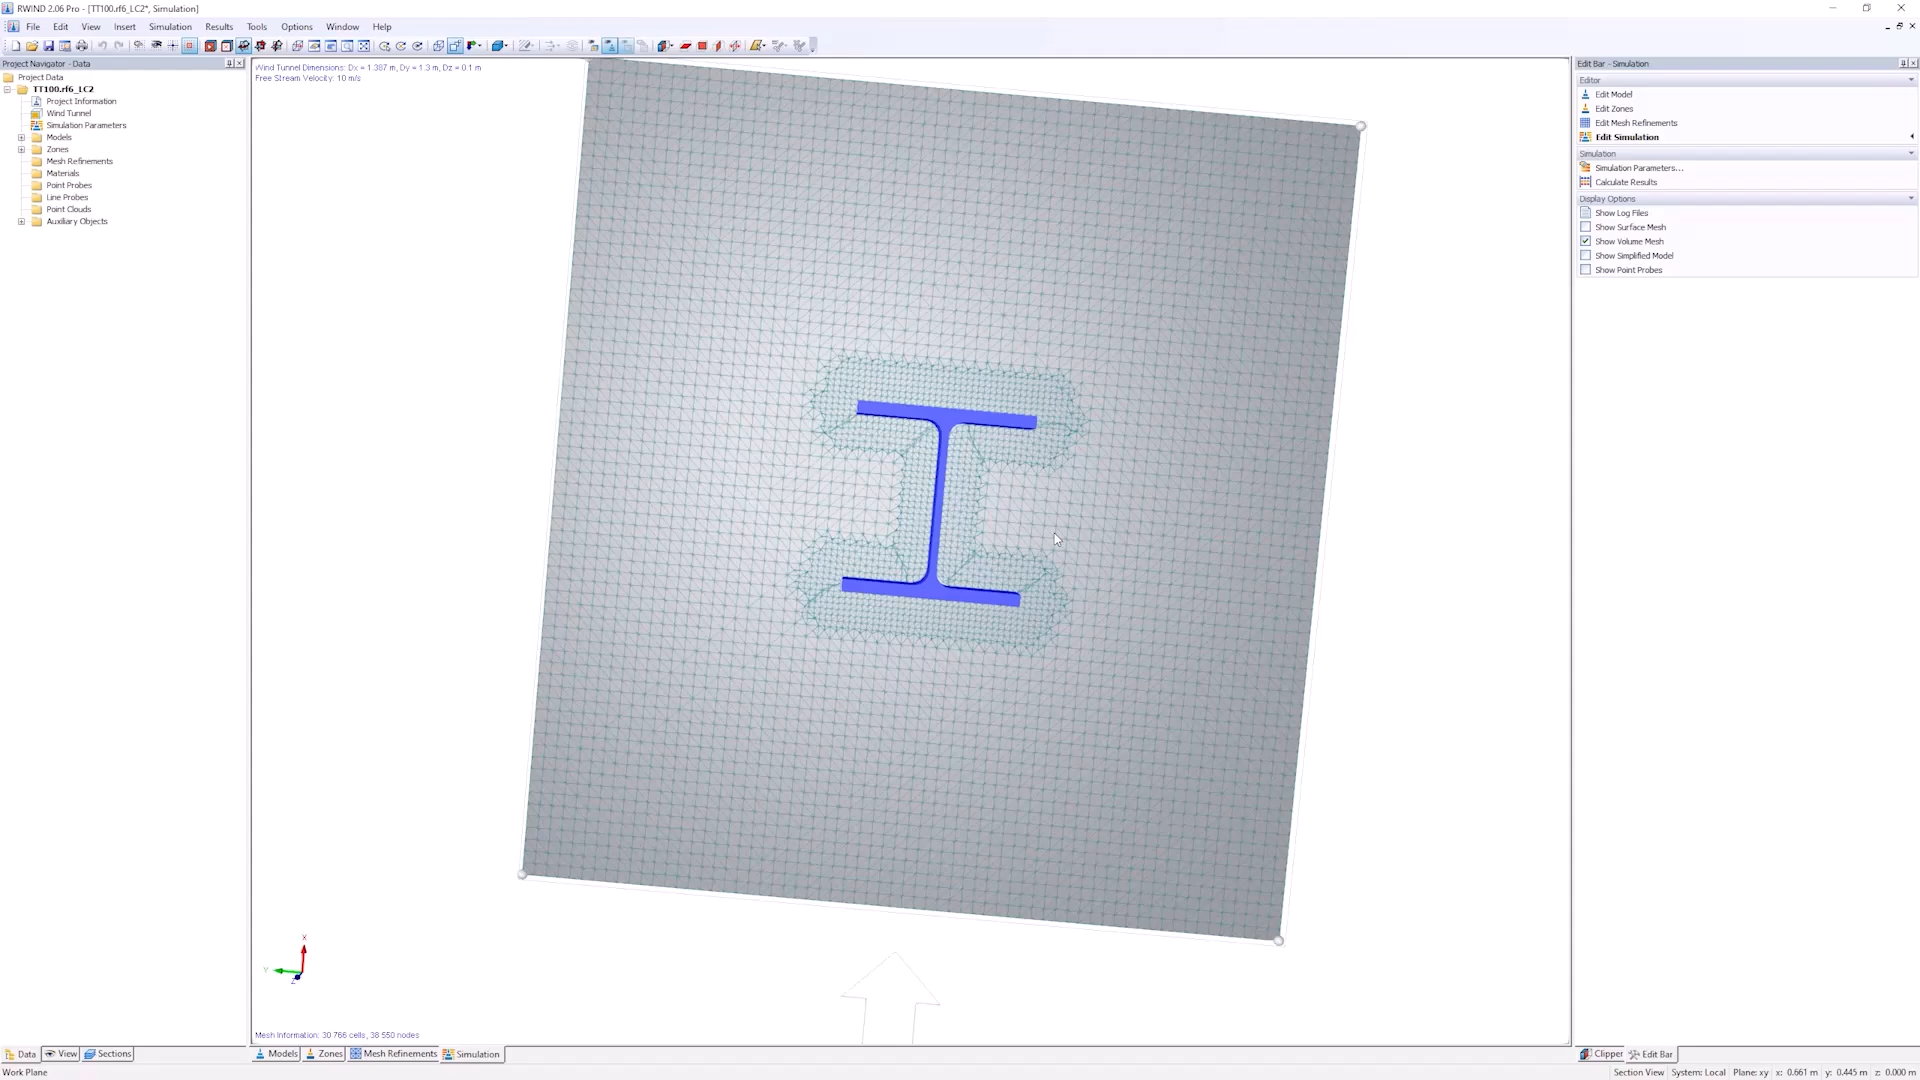 RWIND 2.06 Pro - [TT100.rf6_LC2*, Simulation]
File Edit View Insert Simulation Results Tools Options Window Help
Project Navigator - Data
Project Data
TT100.rf6_LC2
Project Information
Wind Tunnel
Simulation Parameters
Models
Zones
Mesh Refinements
Materials
Point Probes
Line Probes
Point Clouds
Auxiliary Objects
Wind Tunnel Dimensions: Dx = 1.387 m, Dy = 1.3 m, Dz = 0.1 m
Free Stream Velocity: 10 m/s
X
Y
Z
Mesh Information: 30 766 cells, 38 550 nodes
Edit Bar - Simulation
Editor
Edit Model
Edit Zones
Edit Mesh Refinements
Edit Simulation
Simulation
Simulation Parameters...
Calculate Results
Display Options
Show Log Files
Show Surface Mesh
Show Volume Mesh
Show Simplified Model
Show Point Probes
Data View Sections
Models Zones Mesh Refinements Simulation
Clipper Edit Bar
Work Plane
Section View System: Local Plane: xy x: 0.661 m y: 0.445 m z: 0.000 m